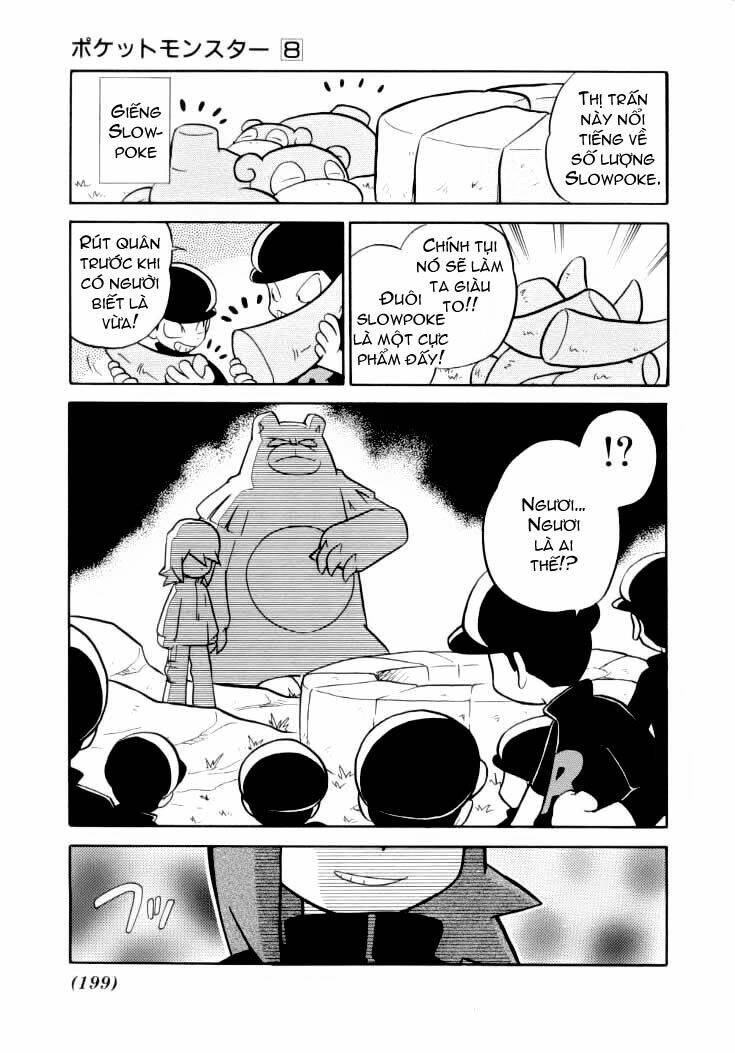 ポケットモンスター 8
THỊ TRẤN
NÀY NỔI
TIẾNG VỀ
SỐ LƯỢNG
SLOWPOKE.
GIẾNG
SLOW-
POKE
CHÍNH TỤI
NÓ SẼ LÀM
TA GIÀU
TO!!
ĐUÔI
SLOWPOKE
LÀ MỘT CỰC
PHẨM ĐẤY!
RÚT QUÂN
TRƯỚC KHI
CÓ NGƯỜI
BIẾT LÀ
VỪA!
!?
NGƯƠI...
NGƯƠI
LÀ AI
THẾ!?
R
フッ
(199)